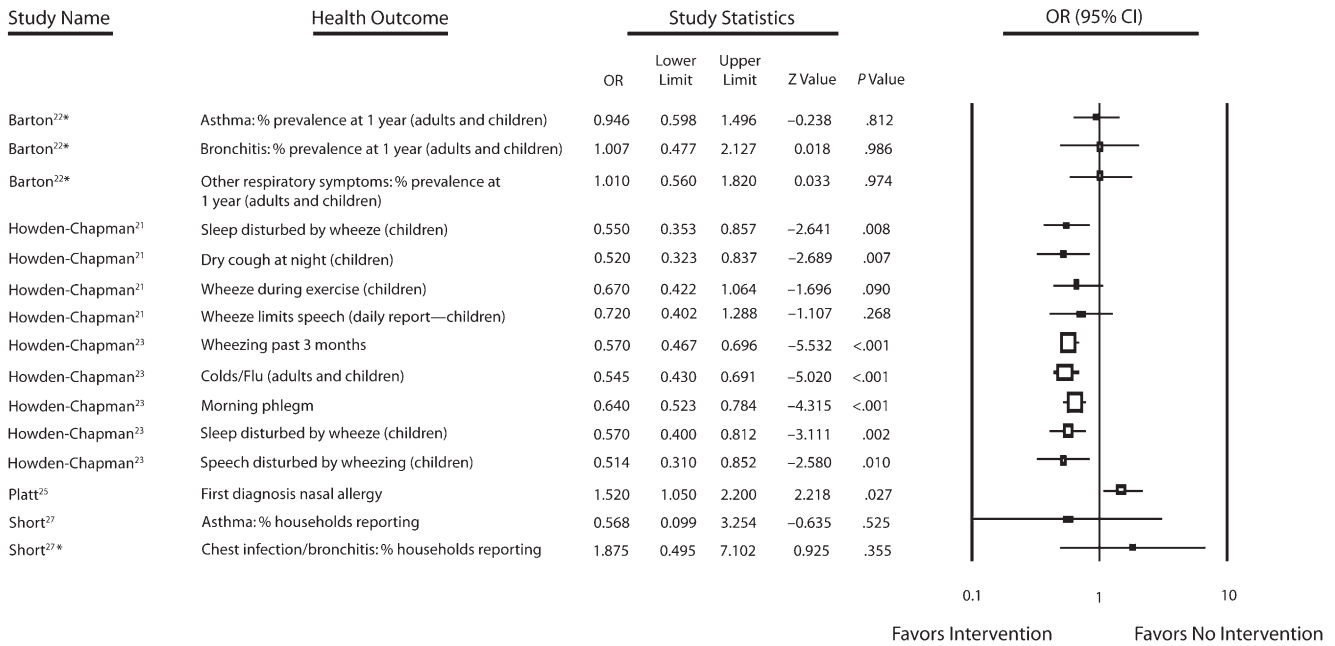 Study Name Health Outcome Study Statistics OR (95% CI)
Lower Upper
OR Limit Limit Z Value P Value
Barton22* Asthma: % prevalence at 1 year (adults and children) 0.946 0.598 1.496 –0.238 .812
Barton22* Bronchitis: % prevalence at 1 year (adults and children) 1.007 0.477 2.127 0.018 .986
Barton22* Other respiratory symptoms: % prevalence at 1.010 0.560 1.820 0.033 .974
1 year (adults and children)
Howden-Chapman21 Sleep disturbed by wheeze (children) 0.550 0.353 0.857 –2.641 .008
Howden-Chapman21 Dry cough at night (children) 0.520 0.323 0.837 –2.689 .007
Howden-Chapman21 Wheeze during exercise (children) 0.670 0.422 1.064 –1.696 .090
Howden-Chapman21 Wheeze limits speech (daily report—children) 0.720 0.402 1.288 –1.107 .268
Howden-Chapman23 Wheezing past 3 months 0.570 0.467 0.696 –5.532 <.001
Howden-Chapman23 Colds/Flu (adults and children) 0.545 0.430 0.691 –5.020 <.001
Howden-Chapman23 Morning phlegm 0.640 0.523 0.784 –4.315 <.001
Howden-Chapman23 Sleep disturbed by wheeze (children) 0.570 0.400 0.812 –3.111 .002
Howden-Chapman23 Speech disturbed by wheezing (children) 0.514 0.310 0.852 –2.580 .010
Platt25 First diagnosis nasal allergy 1.520 1.050 2.200 2.218 .027
Short27 Asthma: % households reporting 0.568 0.099 3.254 –0.635 .525
Short27* Chest infection/bronchitis: % households reporting 1.875 0.495 7.102 0.925 .355
0.1 1 10
Favors Intervention Favors No Intervention